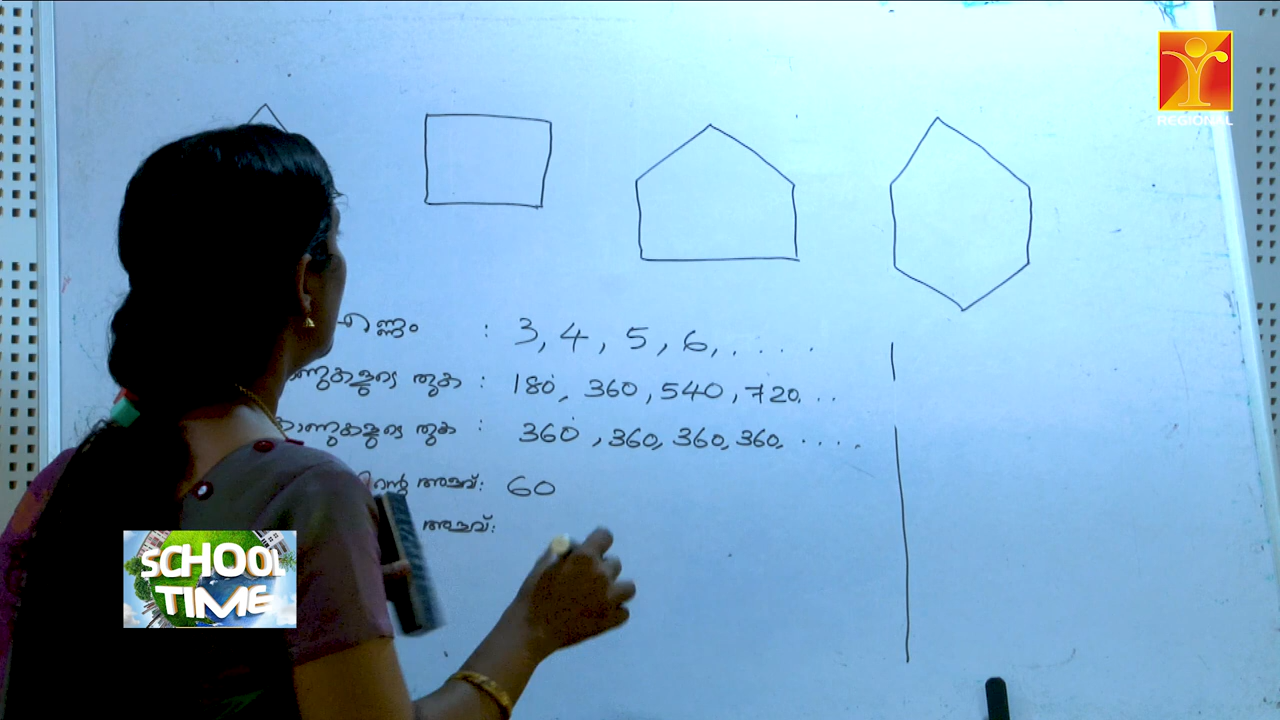 REGIONAL
എണ്ണം : 3, 4, 5, 6, . . . . .
തുക : 180, 360, 540, 720, . .
കോണുകളുടെ തുക : 360, 360, 360, 360, . . . .
അളവ്: 60
അളവ്:
SCHOOL
TIME